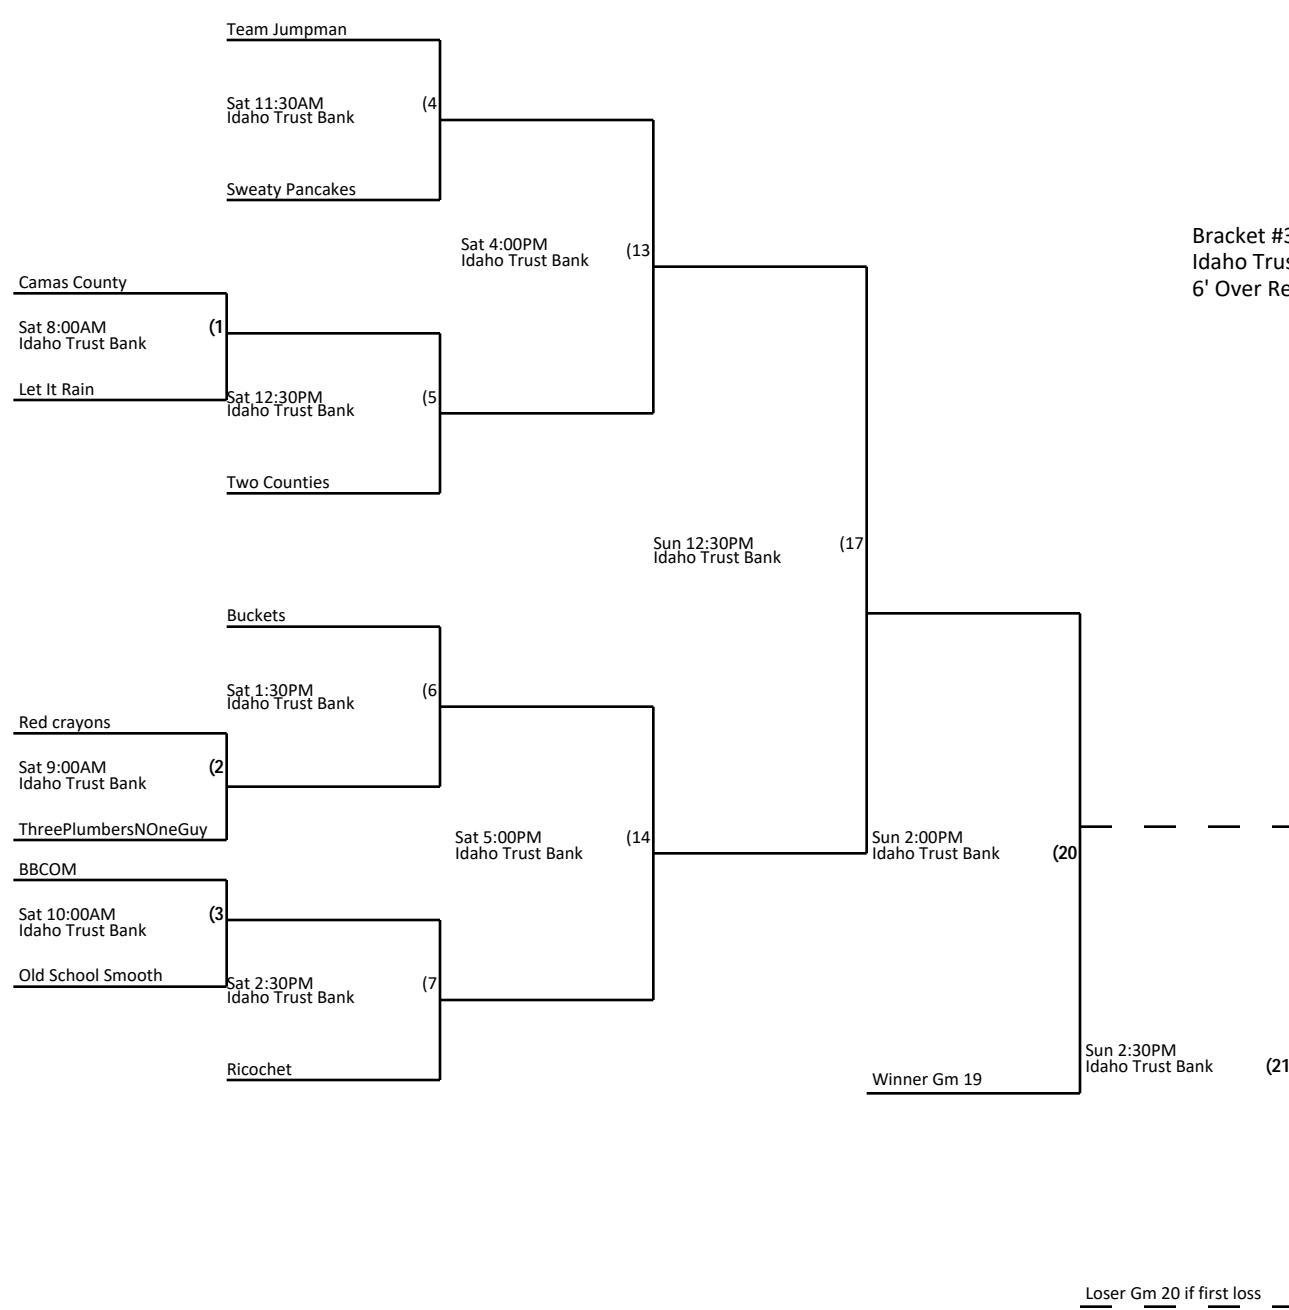 Team Jumpman
Sat 11:30AM (4
Idaho Trust Bank
Sweaty Pancakes
Sat 4:00PM (13
Idaho Trust Bank
Bracket #3
Idaho Trus
6' Over Re
Camas County
Sat 8:00AM (1
Idaho Trust Bank
Let It Rain
Sat 12:30PM (5
Idaho Trust Bank
Two Counties
Sun 12:30PM (17
Idaho Trust Bank
Buckets
Sat 1:30PM (6
Idaho Trust Bank
Red crayons
Sat 9:00AM (2
Idaho Trust Bank
ThreePlumbersNOneGuy
Sat 5:00PM (14
Idaho Trust Bank
Sun 2:00PM
Idaho Trust Bank (20
BBCOM
Sat 10:00AM (3
Idaho Trust Bank
Old School Smooth
Sat 2:30PM (7
Idaho Trust Bank
Ricochet
Sun 2:30PM
Idaho Trust Bank (21
Winner Gm 19
Loser Gm 20 if first loss